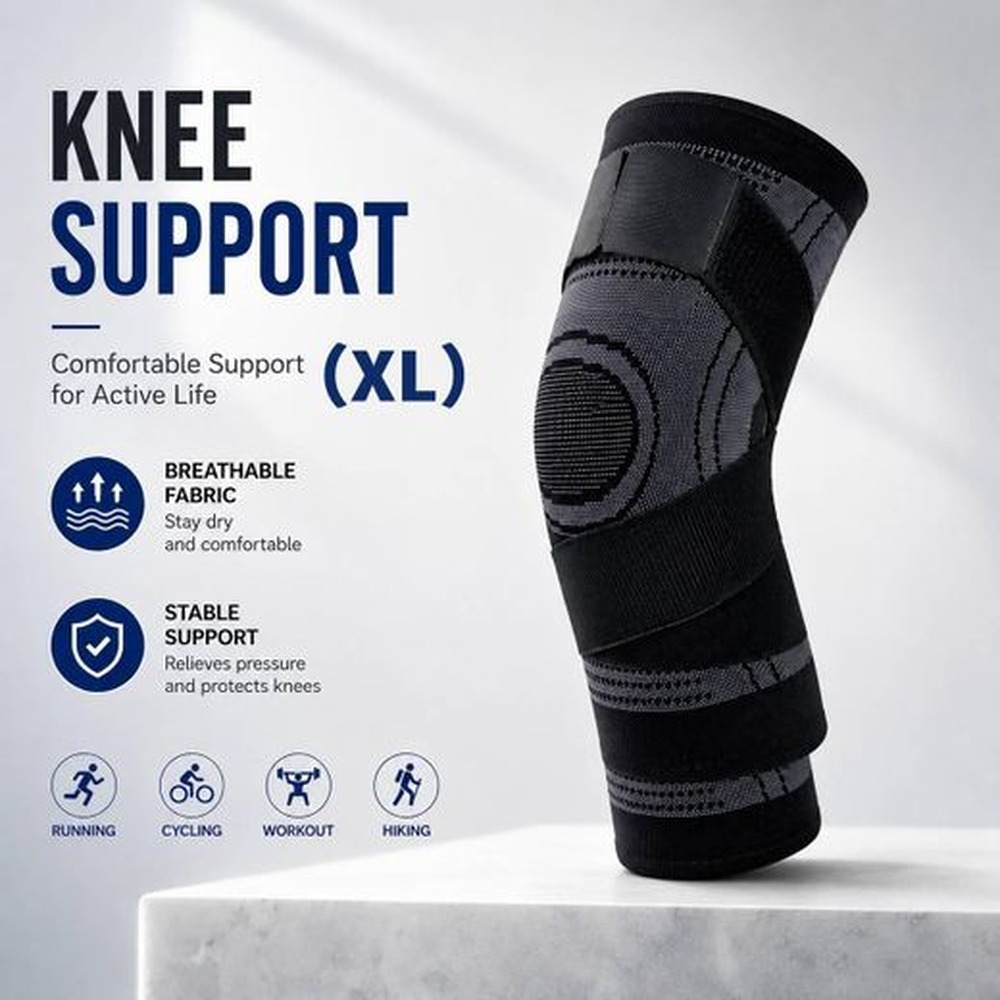 KNEE
SUPPORT
Comfortable Support
for Active Life
(XL)
BREATHABLE
FABRIC
Stay dry
and comfortable
STABLE
SUPPORT
Relieves pressure
and protects knees
RUNNING
CYCLING
WORKOUT
HIKING